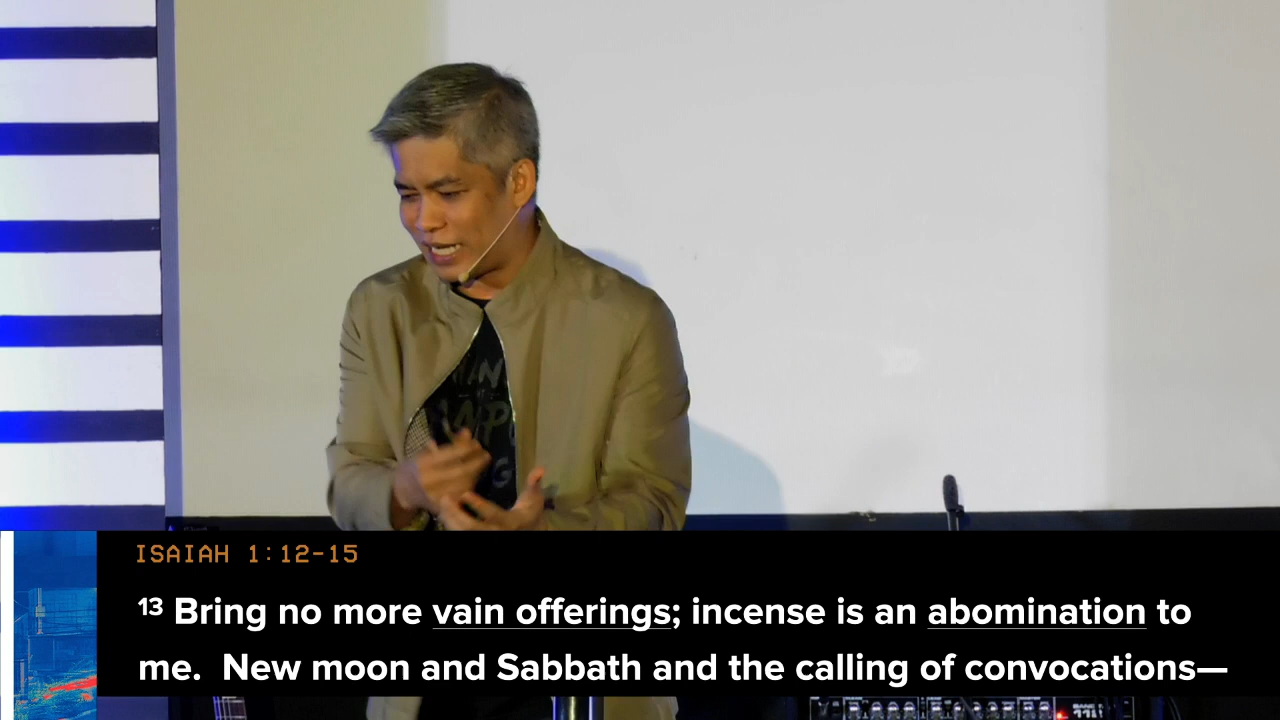 ISAIAH 1:12-15
¹³ Bring no more vain offerings; incense is an abomination to
me. New moon and Sabbath and the calling of convocations—